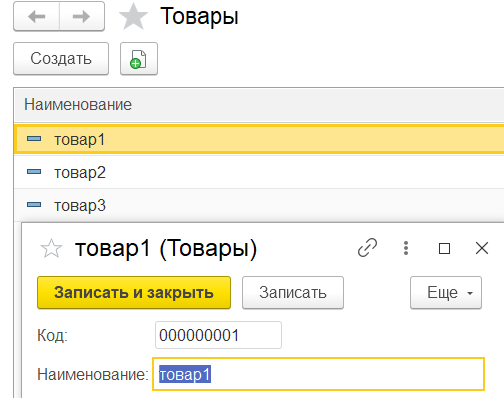 Товары
Создать
Наименование
товар1
товар2
товар3
товар1 (Товары)
Записать и закрыть Записать Еще
Код: 000000001
Наименование: товар1